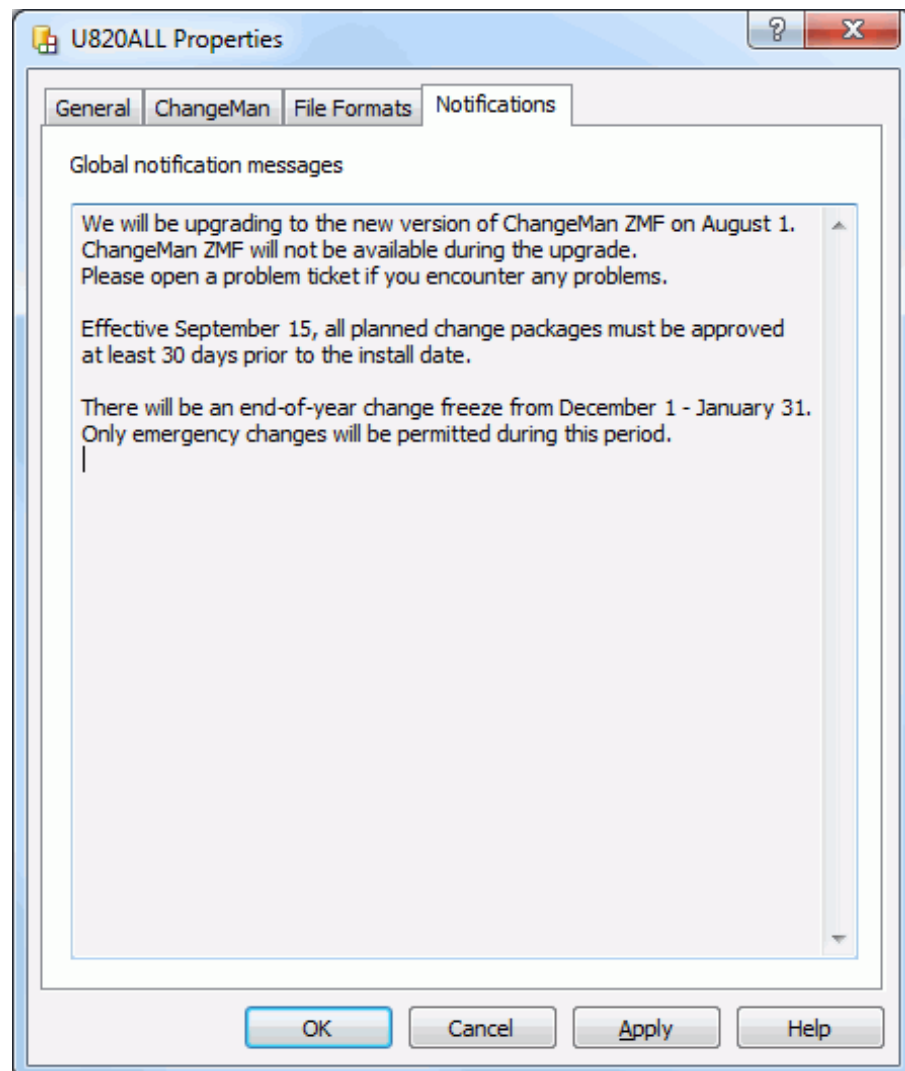 U820ALL Properties
General ChangeMan File Formats Notifications
Global notification messages
We will be upgrading to the new version of ChangeMan ZMF on August 1.
ChangeMan ZMF will not be available during the upgrade.
Please open a problem ticket if you encounter any problems.
Effective September 15, all planned change packages must be approved
at least 30 days prior to the install date.
There will be an end-of-year change freeze from December 1 - January 31.
Only emergency changes will be permitted during this period.
OK Cancel Apply Help